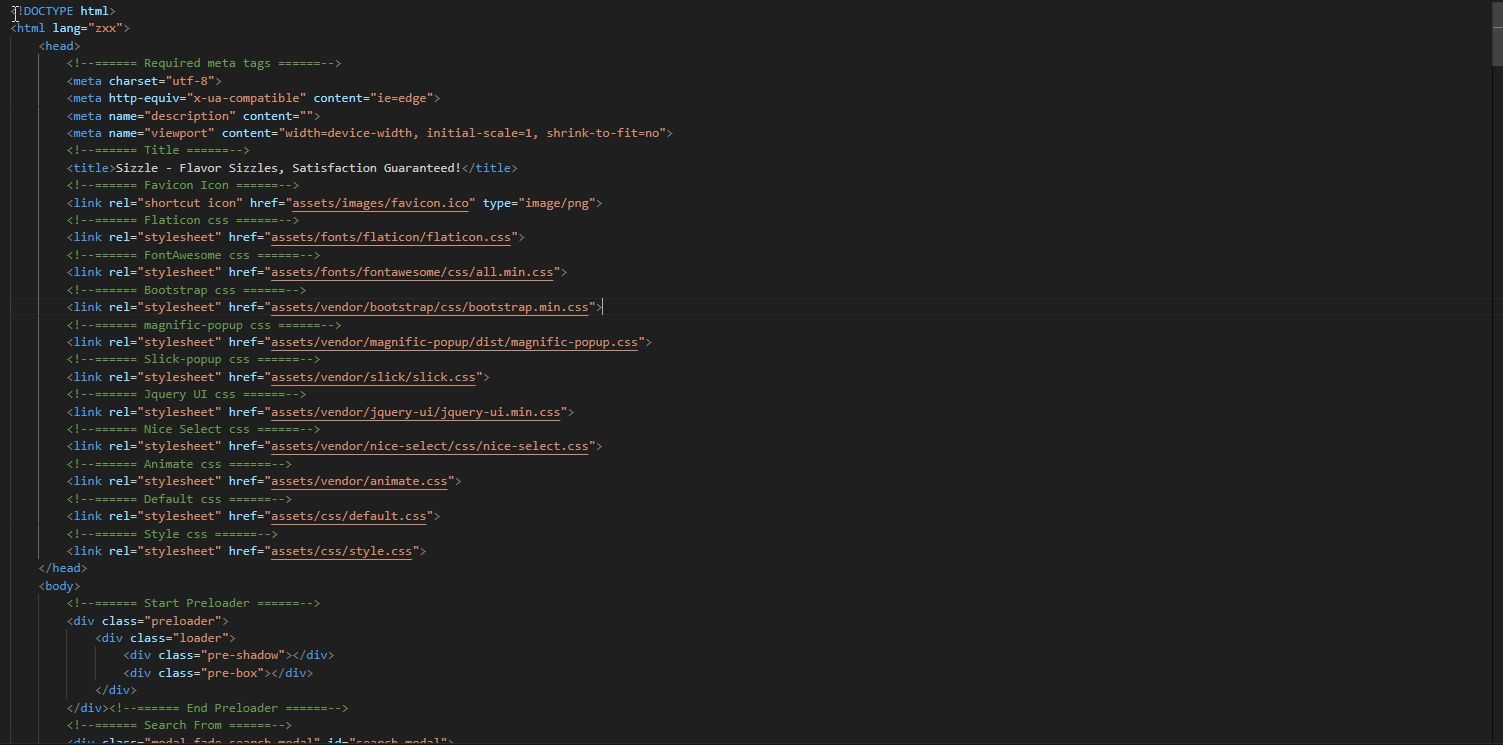 <!DOCTYPE html>
<html lang="zxx">
<head>
<!--====== Required meta tags ======-->
<meta charset="utf-8">
<meta http-equiv="x-ua-compatible" content="ie=edge">
<meta name="description" content="">
<meta name="viewport" content="width=device-width, initial-scale=1, shrink-to-fit=no">
<!--====== Title ======-->
<title>Sizzle - Flavor Sizzles, Satisfaction Guaranteed!</title>
<!--====== Favicon Icon ======-->
<link rel="shortcut icon" href="assets/images/favicon.ico" type="image/png">
<!--====== Flaticon css ======-->
<link rel="stylesheet" href="assets/fonts/flaticon/flaticon.css">
<!--====== FontAwesome css ======-->
<link rel="stylesheet" href="assets/fonts/fontawesome/css/all.min.css">
<!--====== Bootstrap css ======-->
<link rel="stylesheet" href="assets/vendor/bootstrap/css/bootstrap.min.css">
<!--====== magnific-popup css ======-->
<link rel="stylesheet" href="assets/vendor/magnific-popup/dist/magnific-popup.css">
<!--====== Slick-popup css ======-->
<link rel="stylesheet" href="assets/vendor/slick/slick.css">
<!--====== Jquery UI css ======-->
<link rel="stylesheet" href="assets/vendor/jquery-ui/jquery-ui.min.css">
<!--====== Nice Select css ======-->
<link rel="stylesheet" href="assets/vendor/nice-select/css/nice-select.css">
<!--====== Animate css ======-->
<link rel="stylesheet" href="assets/vendor/animate.css">
<!--====== Default css ======-->
<link rel="stylesheet" href="assets/css/default.css">
<!--====== Style css ======-->
<link rel="stylesheet" href="assets/css/style.css">
</head>
<body>
<!--====== Start Preloader ======-->
<div class="preloader">
<div class="loader">
<div class="pre-shadow"></div>
<div class="pre-box"></div>
</div>
</div><!--====== End Preloader ======-->
<!--====== Search From ======-->
<div class="modal fade search-modal" id="search-modal">